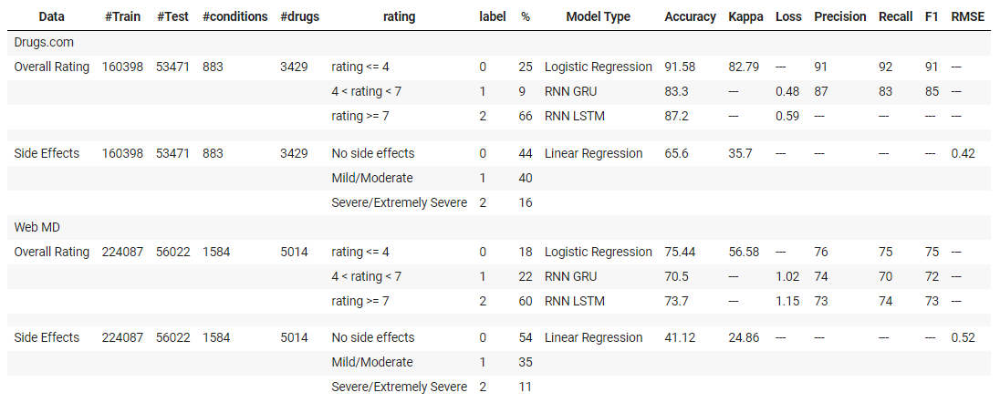 Data #Train #Test #conditions #drugs rating label % Model Type Accuracy Kappa Loss Precision Recall F1 RMSE
Drugs.com
Overall Rating 160398 53471 883 3429 rating <= 4 0 25 Logistic Regression 91.58 82.79 --- 91 92 91 ---
4 < rating < 7 1 9 RNN GRU 83.3 --- 0.48 87 83 85 ---
rating >= 7 2 66 RNN LSTM 87.2 --- 0.59 --- --- --- ---
Side Effects 160398 53471 883 3429 No side effects 0 44 Linear Regression 65.6 35.7 --- --- --- --- 0.42
Mild/Moderate 1 40
Severe/Extremely Severe 2 16
Web MD
Overall Rating 224087 56022 1584 5014 rating <= 4 0 18 Logistic Regression 75.44 56.58 --- 76 75 75 ---
4 < rating < 7 1 22 RNN GRU 70.5 --- 1.02 74 70 72 ---
rating >= 7 2 60 RNN LSTM 73.7 --- 1.15 73 74 73 ---
Side Effects 224087 56022 1584 5014 No side effects 0 54 Linear Regression 41.12 24.86 --- --- --- --- 0.52
Mild/Moderate 1 35
Severe/Extremely Severe 2 11